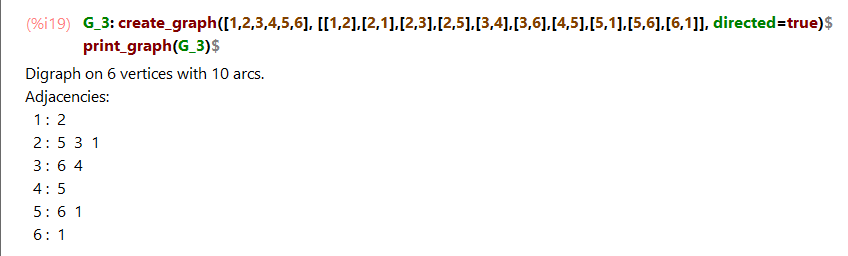 (%i19) G_3: create_graph([1,2,3,4,5,6], [[1,2],[2,1],[2,3],[2,5],[3,4],[3,6],[4,5],[5,1],[5,6],[6,1]], directed=true)$
print_graph(G_3)$
Digraph on 6 vertices with 10 arcs.
Adjacencies:
1 : 2
2 : 5 3 1
3 : 6 4
4 : 5
5 : 6 1
6 : 1